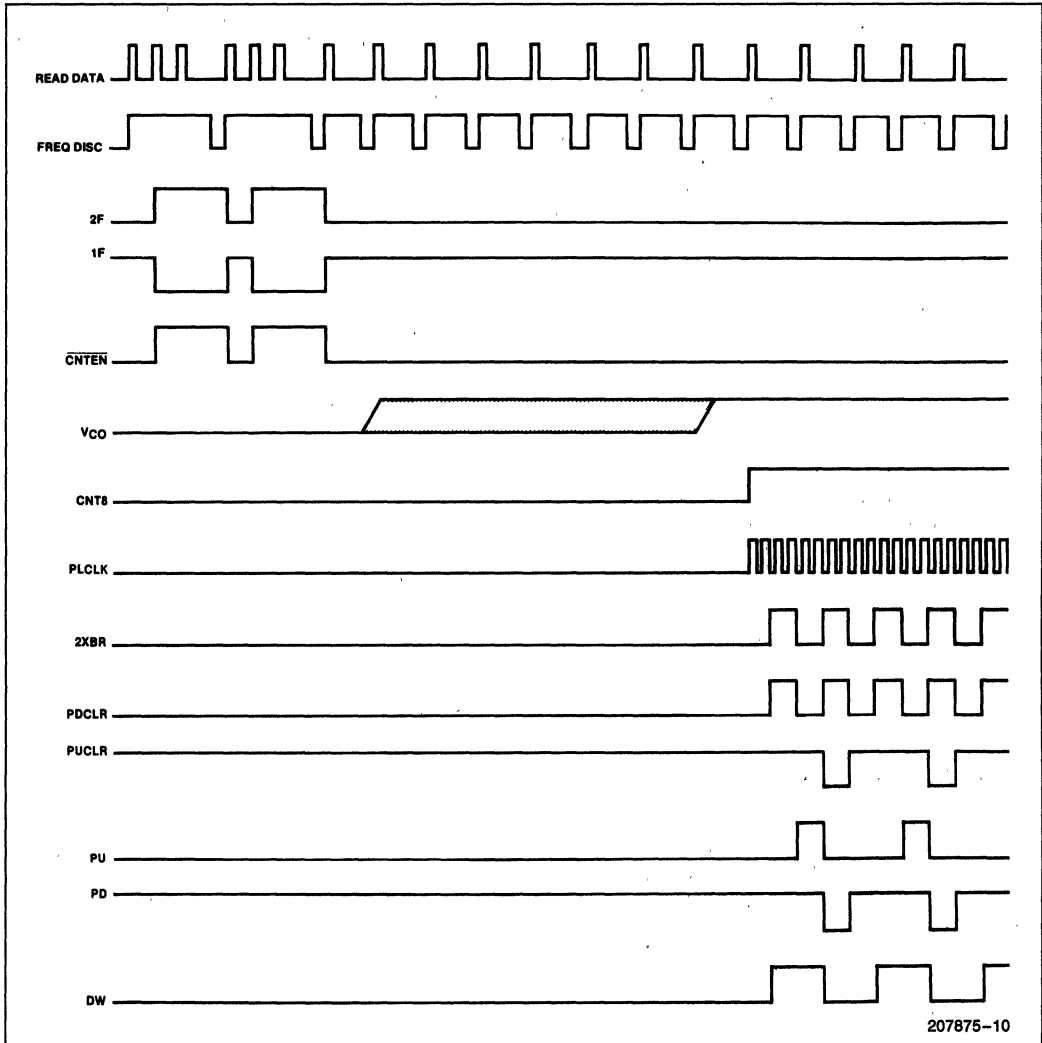 READ DATA
FREQ DISC
2F
1F
CNTEN
VCO
CNT8
PLCLK
2XBR
PDCLR
PUCLR
PU
PD
DW
207875-10